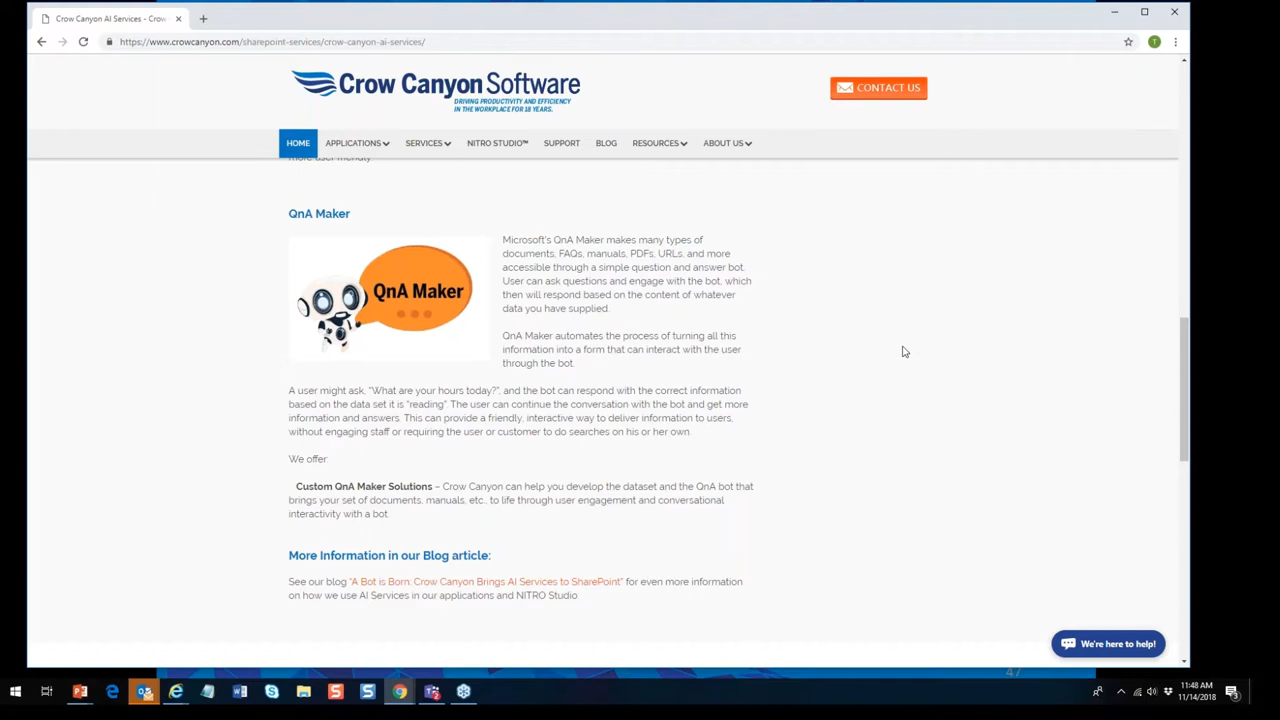 Crow Canyon AI Services - Crow
https://www.crowcanyon.com/sharepoint-services/crow-canyon-ai-services/
Crow Canyon Software
DRIVING PRODUCTIVITY AND EFFICIENCY
IN THE WORKPLACE FOR 18 YEARS.
CONTACT US
HOME APPLICATIONS SERVICES NITRO STUDIO™ SUPPORT BLOG RESOURCES ABOUT US
more user-friendly
QnA Maker
QnA Maker
Microsoft's QnA Maker makes many types of
documents, FAQs, manuals, PDFs, URLs, and more
accessible through a simple question and answer bot.
User can ask questions and engage with the bot, which
then will respond based on the content of whatever
data you have supplied.
QnA Maker automates the process of turning all this
information into a form that can interact with the user
through the bot.
A user might ask, "What are your hours today?", and the bot can respond with the correct information
based on the data set it is "reading". The user can continue the conversation with the bot and get more
information and answers. This can provide a friendly, interactive way to deliver information to users,
without engaging staff or requiring the user or customer to do searches on his or her own.
We offer:
Custom QnA Maker Solutions – Crow Canyon can help you develop the dataset and the QnA bot that
brings your set of documents, manuals, etc., to life through user engagement and conversational
interactivity with a bot.
More Information in our Blog article:
See our blog "A Bot is Born: Crow Canyon Brings AI Services to SharePoint" for even more information
on how we use AI Services in our applications and NITRO Studio
We're here to help!
47
11:48 AM
11/14/2018